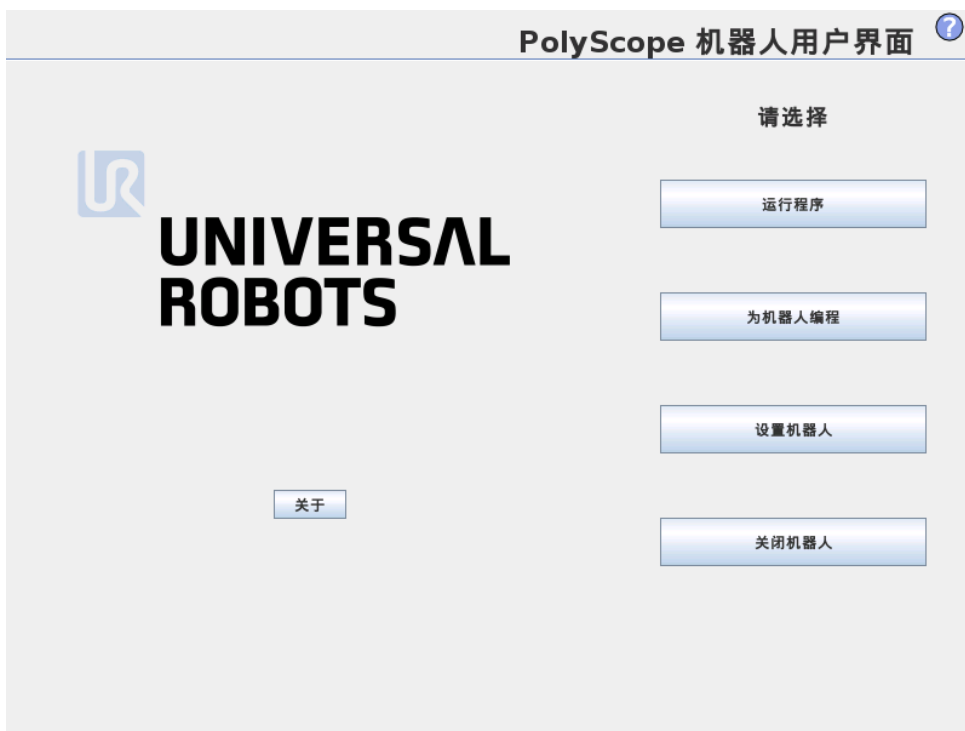 PolyScope 机器人用户界面
?
请选择
UR
UNIVERSAL
ROBOTS
运行程序
为机器人编程
设置机器人
关于
关闭机器人